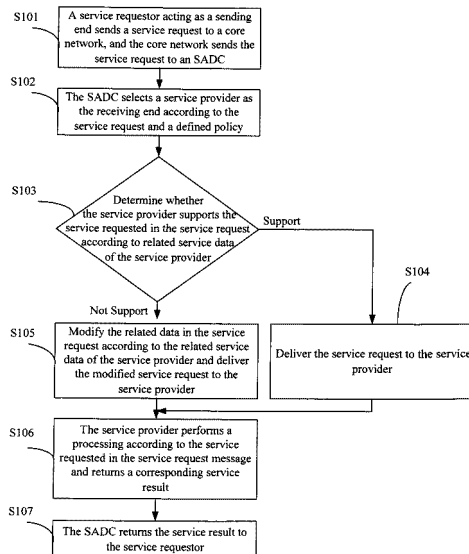 S101
A service requestor acting as a sending
end sends a service request to a core
network, and the core network sends the
service request to an SADC
S102
The SADC selects a service provider as
the receiving end according to the
service request and a defined policy
S103
Determine whether
the service provider supports the
service requested in the service request
according to related service data
of the service provider
Support
S104
Not Support
S105
Modify the related data in the service
request according to the related service
data of the service provider and deliver
the modified service request to the
service provider
Deliver the service request to the service
provider
S106
The service provider performs a
processing according to the service
requested in the service request message
and returns a corresponding service
result
S107
The SADC returns the service result to
the service requestor